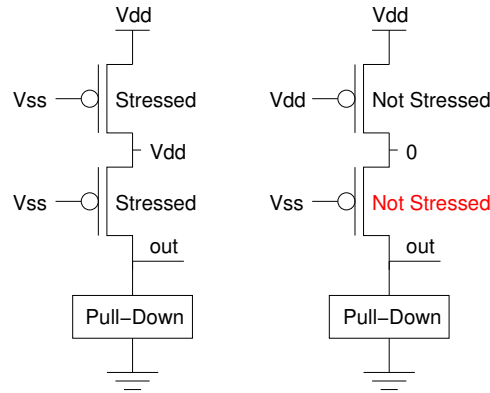 Vdd
Vss
Stressed
Vdd
Vss
Stressed
out
Pull–Down
Vdd
Vdd
Not Stressed
0
Vss
Not Stressed
out
Pull–Down